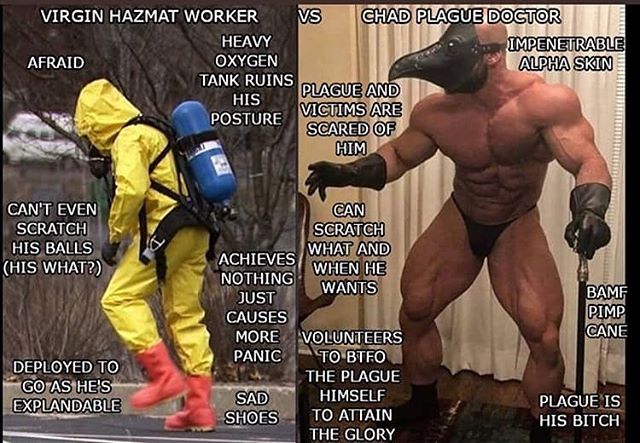 VIRGIN HAZMAT WORKER
VS
CHAD PLAGUE DOCTOR
AFRAID
HEAVY
OXYGEN
TANK RUINS
HIS
POSTURE
CAN'T EVEN
SCRATCH
HIS BALLS
(HIS WHAT?)
ACHIEVES
NOTHING
JUST
CAUSES
MORE
PANIC
DEPLOYED TO
GO AS HE'S
EXPLANDABLE
SAD
SHOES
IMPENETRABLE
ALPHA SKIN
PLAGUE AND
VICTIMS ARE
SCARED OF
HIM
CAN
SCRATCH
WHAT AND
WHEN HE
WANTS
BAMF
PIMP
CANE
VOLUNTEERS
TO BTFO
THE PLAGUE
HIMSELF
TO ATTAIN
THE GLORY
PLAGUE IS
HIS BITCH